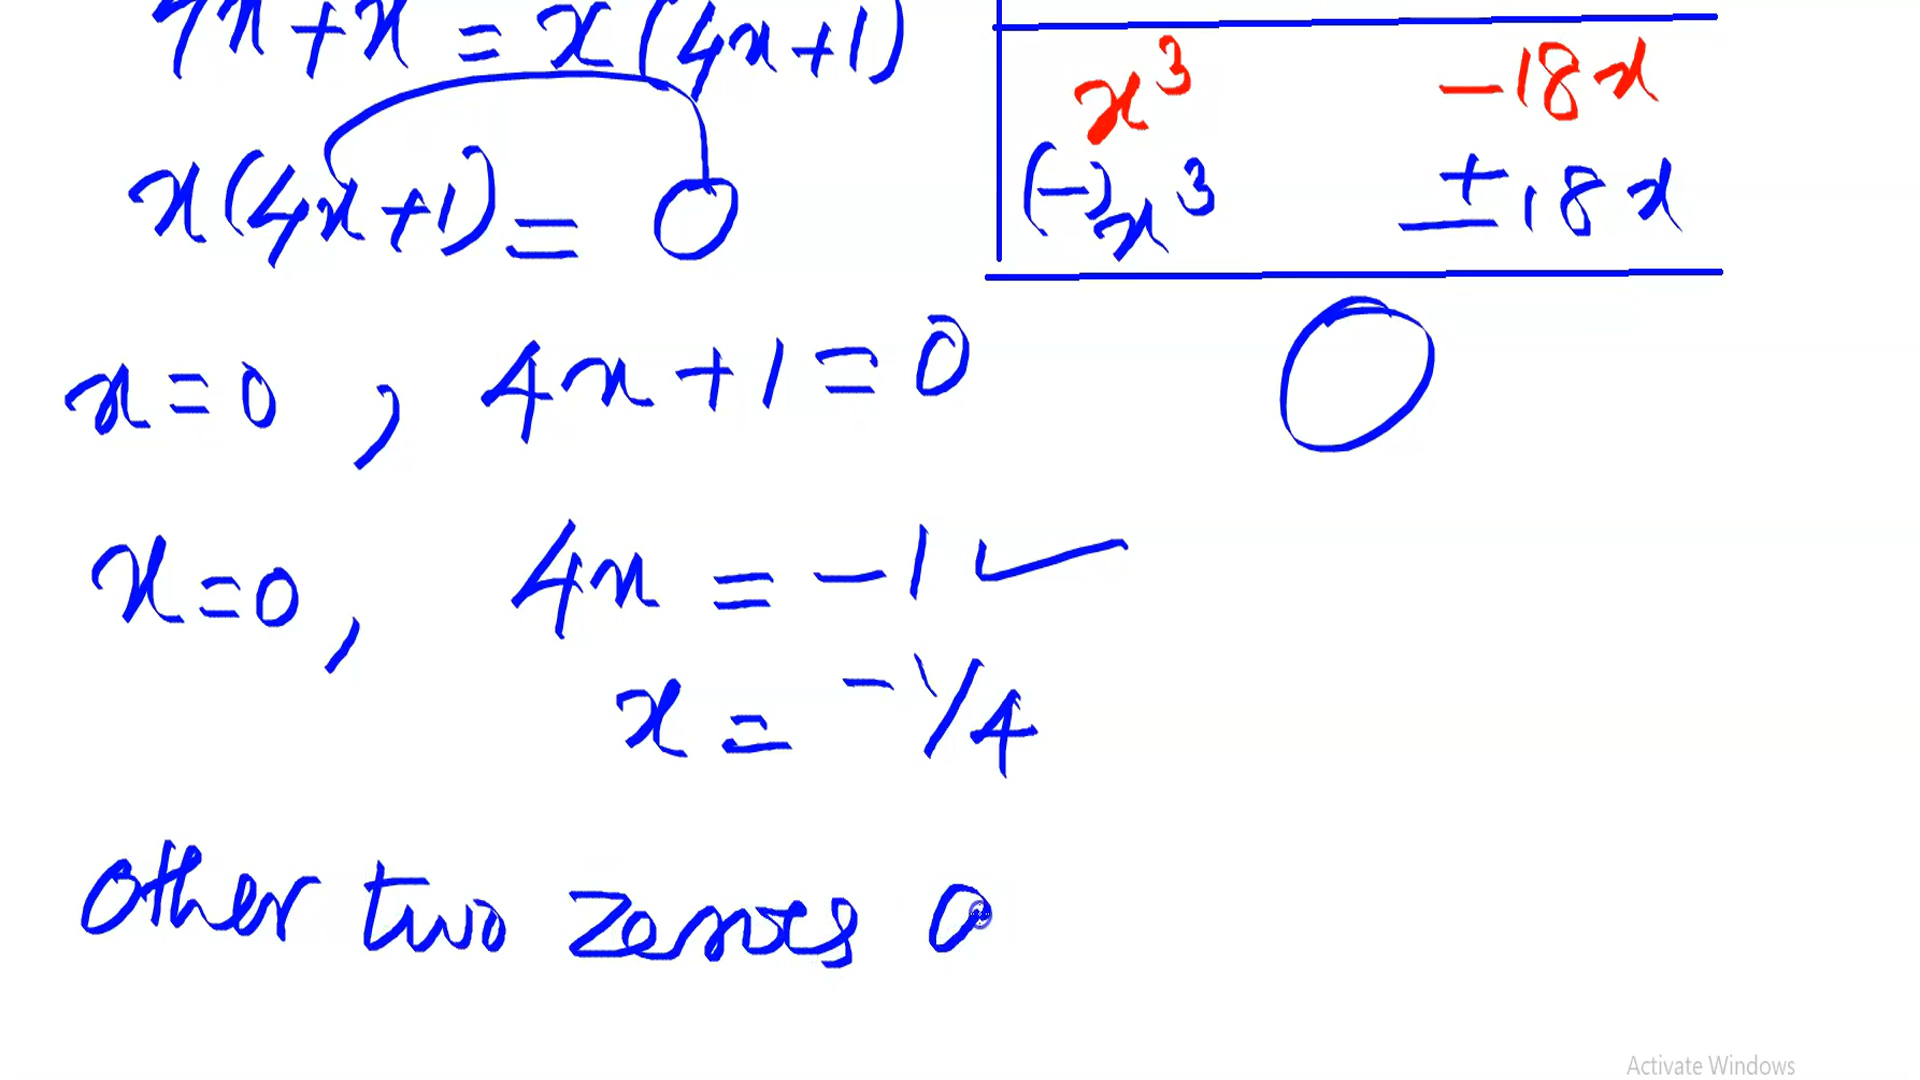 4x+x = x(4x+1)
x(4x+1) = 0
x=0 , 4x+1=0
x=0 , 4x = -1
x = -1/4
Other two zeroes a
x³ -18x
(-)x³ ±18x
0
Activate Windows